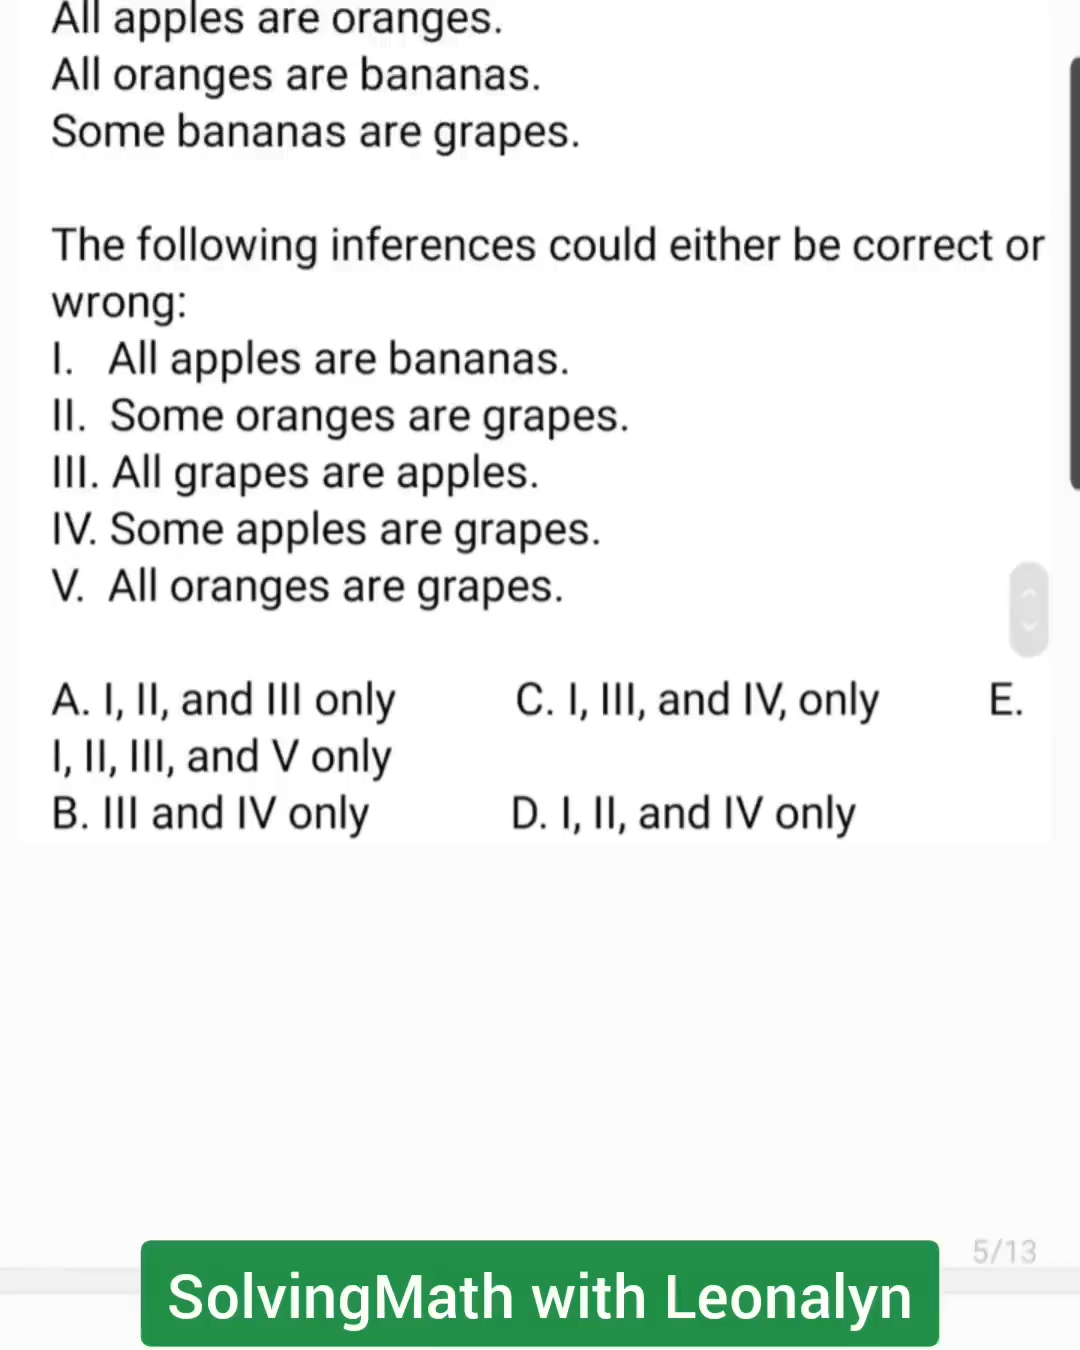 All apples are oranges.
All oranges are bananas.
Some bananas are grapes.
The following inferences could either be correct or
wrong:
I. All apples are bananas.
II. Some oranges are grapes.
III. All grapes are apples.
IV. Some apples are grapes.
V. All oranges are grapes.
A. I, II, and III only C. I, III, and IV, only E.
I, II, III, and V only
B. III and IV only D. I, II, and IV only
5/13
SolvingMath with Leonalyn